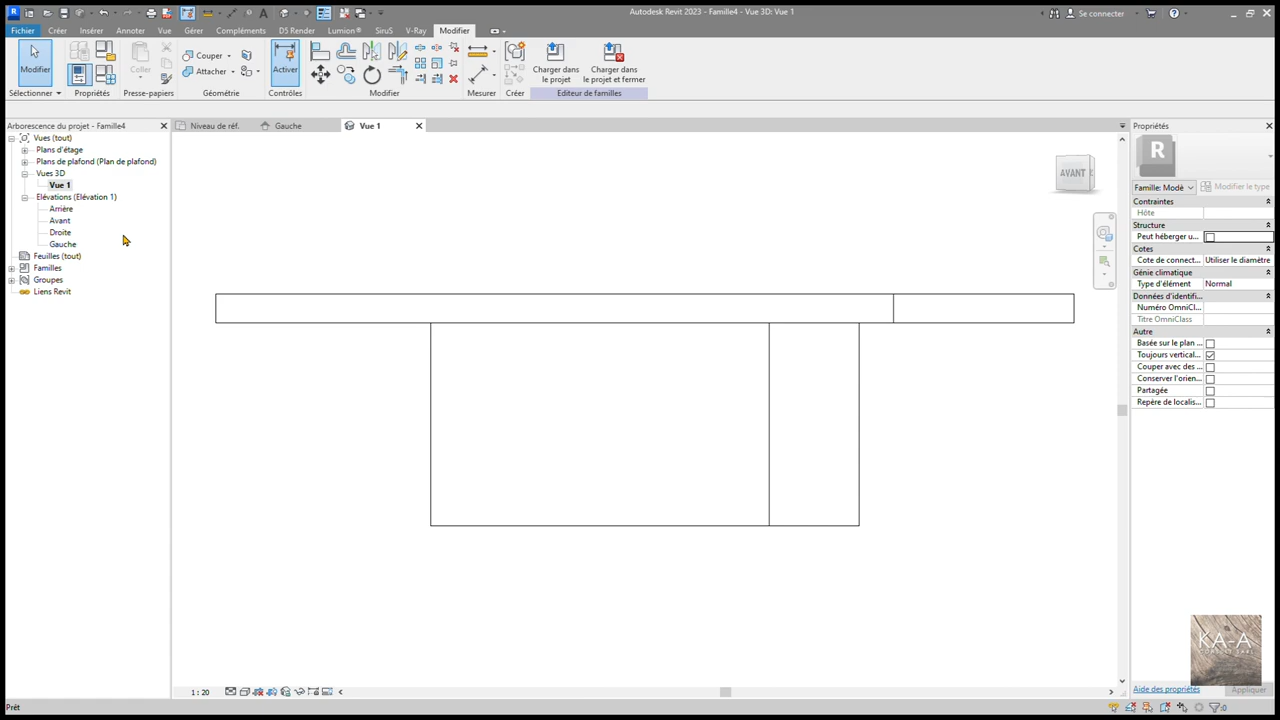 Autodesk Revit 2023 - Famille4 - Vue 3D: Vue 1
Se connecter
Fichier Créer Insérer Annoter Vue Gérer Compléments D5 Render Lumion® SiruS V-Ray Modifier
Modifier
Coller
Couper
Attacher
Activer
Charger dans
le projet
Charger dans
le projet et fermer
Sélectionner Propriétés Presse-papiers Géométrie Contrôles Modifier Mesurer Créer Editeur de familles
Arborescence du projet - Famille4
Niveau de réf.
Gauche
Vue 1
Propriétés
Vues (tout)
Plans d'étage
Plans de plafond (Plan de plafond)
Vues 3D
Vue 1
Elévations (Elévation 1)
Arrière
Avant
Droite
Gauche
Feuilles (tout)
Familles
Groupes
Liens Revit
AVANT
R
Famille: Modè
Modifier le type
Contraintes
Hôte
Structure
Peut héberger u...
Cotes
Cote de connect... Utiliser le diamètre
Génie climatique
Type d'élément Normal
Données d'identifi...
Numéro OmniCl...
Titre OmniClass
Autre
Basée sur le plan ...
Toujours vertical...
Couper avec des ...
Conserver l'orien...
Partagée
Repère de localis...
KA-A
Aide des propriétés
Appliquer
1 : 20
Prêt
:0